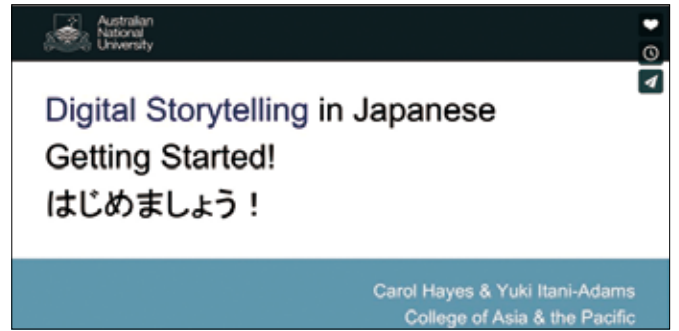 Australian
National
University
Digital Storytelling in Japanese
Getting Started!
はじめましょう！
Carol Hayes & Yuki Itani-Adams
College of Asia & the Pacific